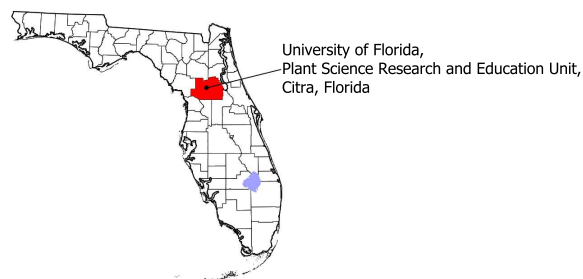 University of Florida,
Plant Science Research and Education Unit,
Citra, Florida